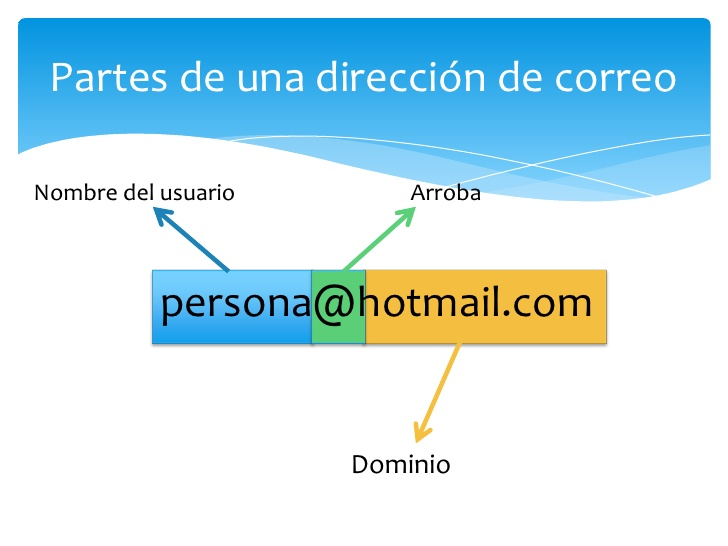 Partes de una dirección de correo
Nombre del usuario
Arroba
persona@hotmail.com
Dominio